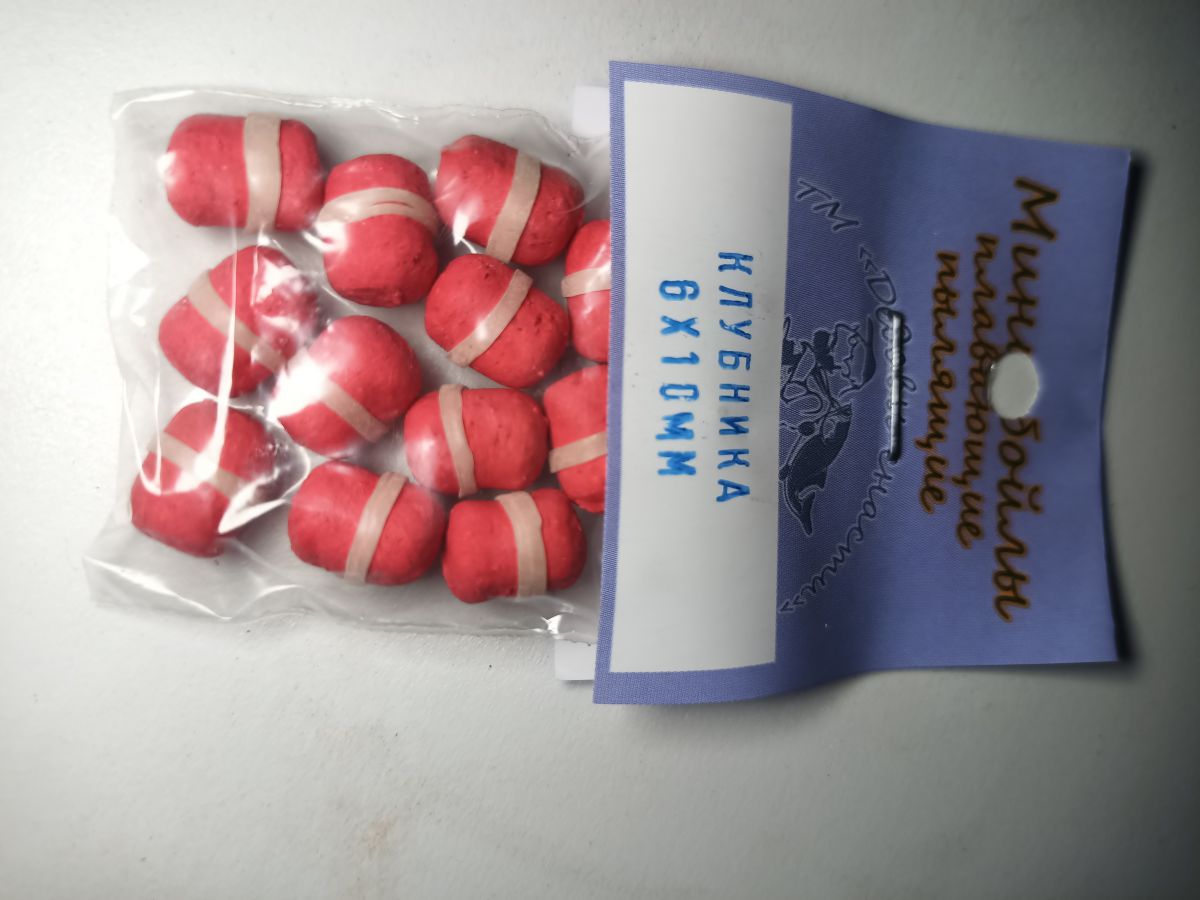 Мини бойлы
плавающие
пылящие
ТМ «
КЛУБНИКА
6Х10ММ